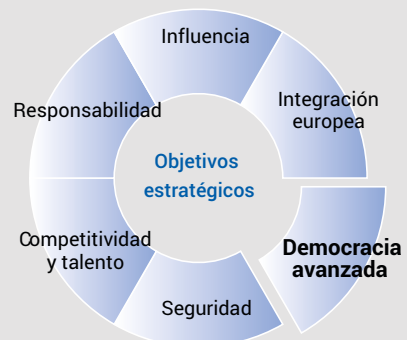 Influencia
Integración
europea
Democracia
avanzada
Seguridad
Competitividad
y talento
Responsabilidad
Objetivos
estratégicos